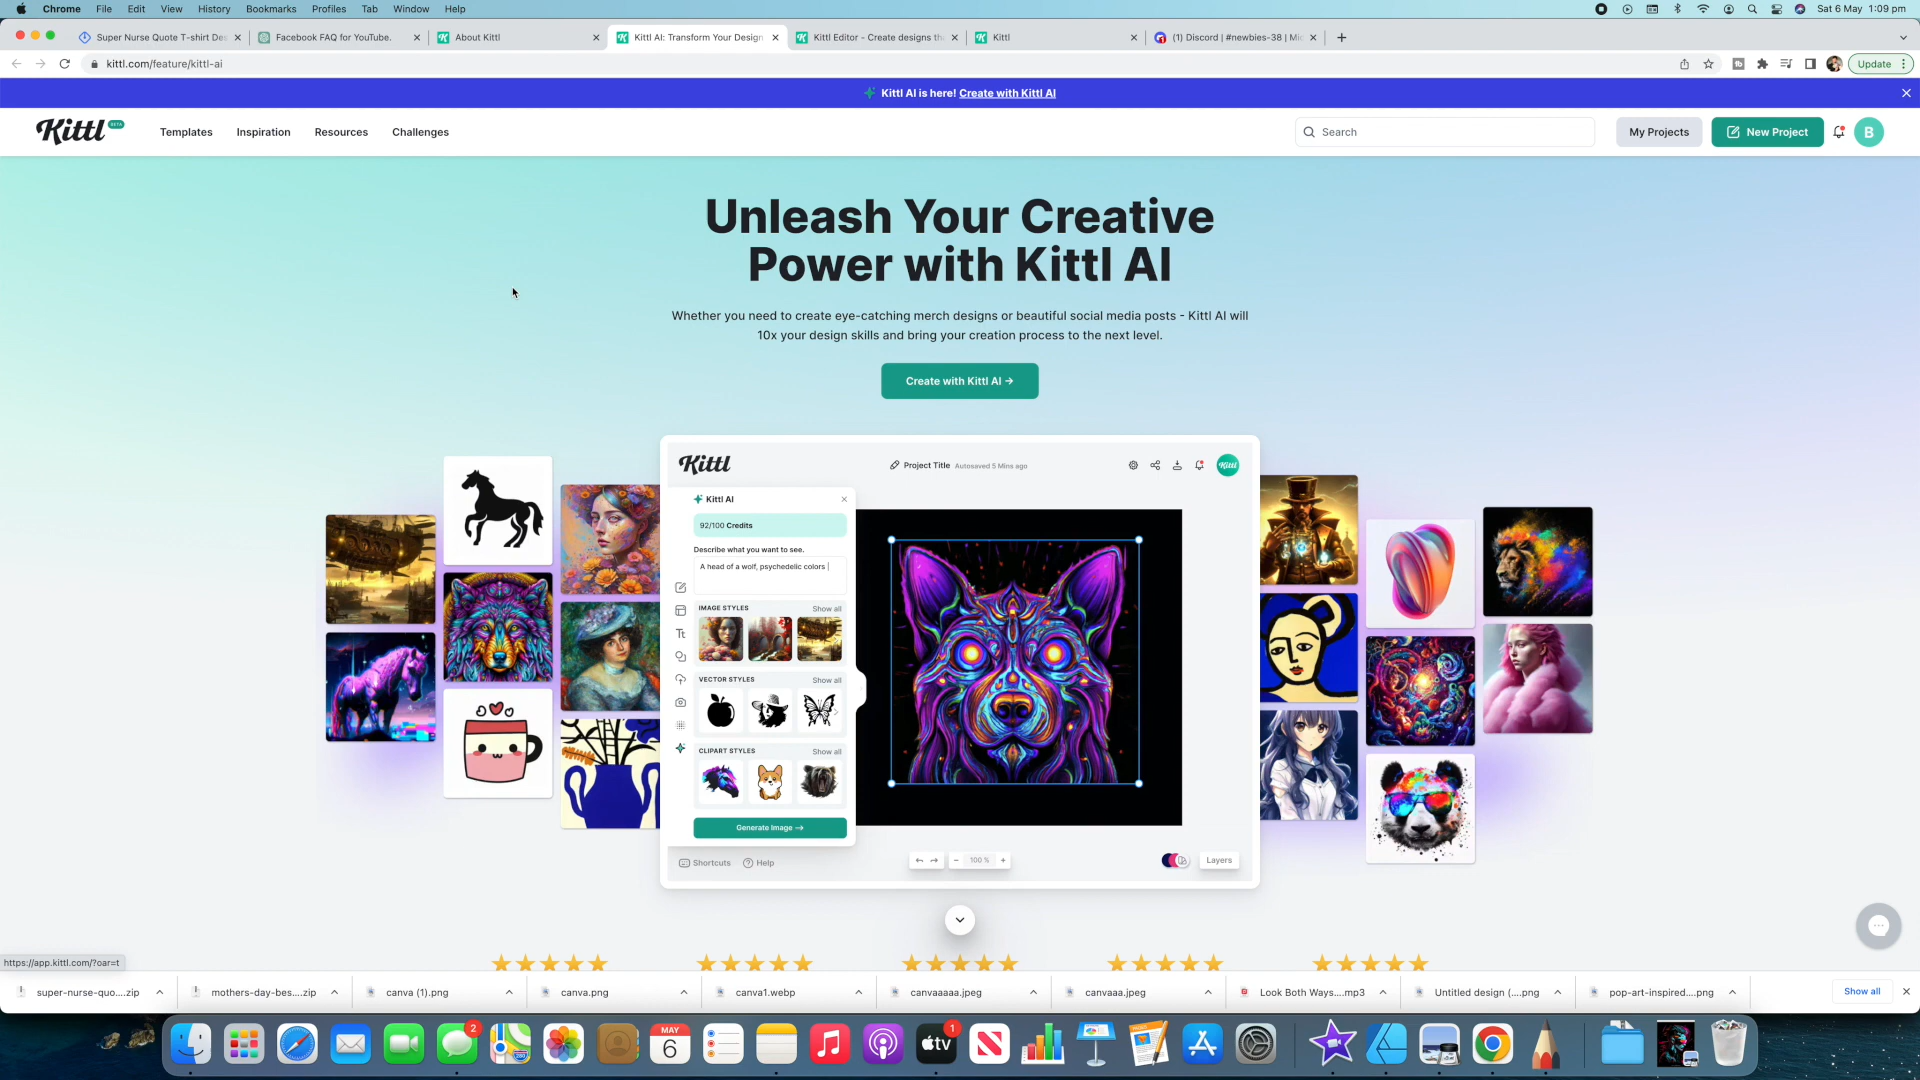 Chrome File Edit View History Bookmarks Profiles Tab Window Help Sat 6 May 1:09 pm
Super Nurse Quote T-shirt Des Facebook FAQ for YouTube. About Kittl Kittl AI: Transform Your Design Kittl Editor - Create designs th Kittl (1) Discord | #newbies-38 | Mi
kittl.com/feature/kittl-ai Update
Kittl AI is here! Create with Kittl AI
Kittl BETA Templates Inspiration Resources Challenges Search My Projects New Project B
Unleash Your Creative
Power with Kittl AI
Whether you need to create eye-catching merch designs or beautiful social media posts - Kittl AI will
10x your design skills and bring your creation process to the next level.
Create with Kittl AI →
Kittl Project Title Autosaved 5 Mins ago Kittl
Kittl AI
92/100 Credits
Describe what you want to see.
A head of a wolf, psychedelic colors |
IMAGE STYLES Show all
Tt
VECTOR STYLES Show all
CLIPART STYLES Show all
Generate Image →
Shortcuts Help 100 % Layers
https://app.kittl.com/?oar=t
super-nurse-quo....zip mothers-day-bes....zip canva (1).png canva.png canva1.webp canvaaaaa.jpeg canvaaa.jpeg Look Both Ways....mp3 Untitled design (....png pop-art-inspired....png Show all
2 MAY 6 tv 1